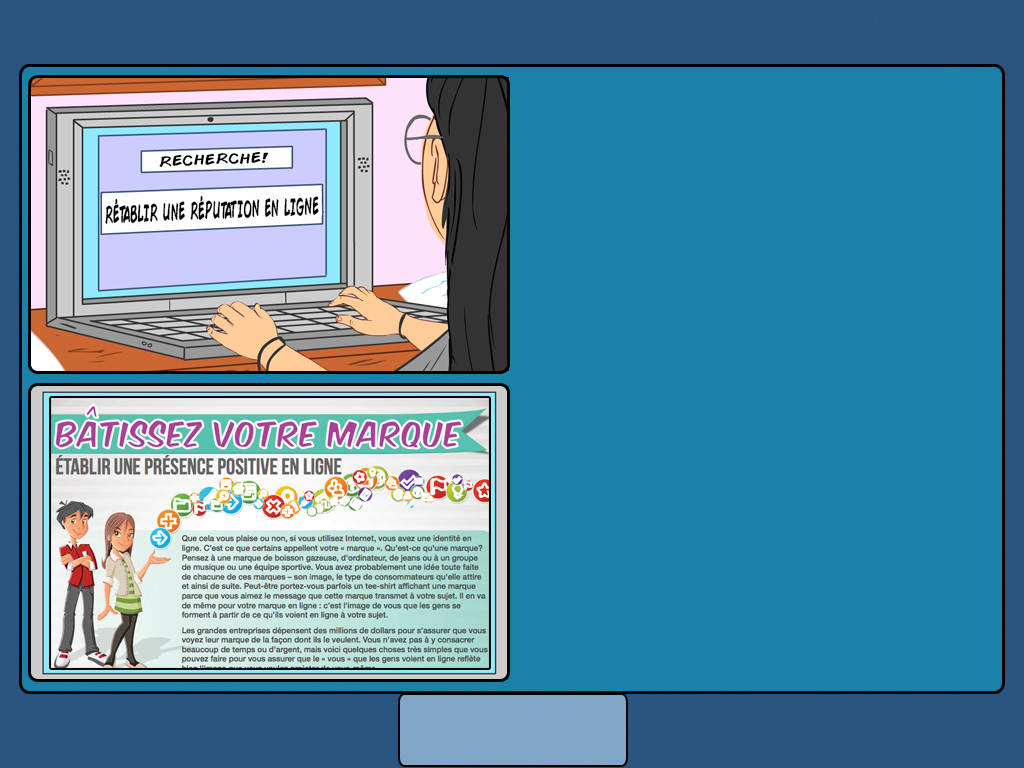 RECHERCHE!
RÉTABLIR UNE RÉPUTATION EN LIGNE
BÂTISSEZ VOTRE MARQUE
ÉTABLIR UNE PRÉSENCE POSITIVE EN LIGNE
Que cela vous plaise ou non, si vous utilisez Internet, vous avez une identité en
ligne. C'est ce que certains appellent votre « marque ». Qu'est-ce qu'une marque?
Pensez à une marque de boisson gazeuse, d'ordinateur, de jeans ou à un groupe
de musique ou une équipe sportive. Vous avez probablement une idée toute faite
de chacune de ces marques – son image, le type de consommateurs qu'elle attire
et ainsi de suite. Peut-être portez-vous parfois un tee-shirt affichant une marque
parce que vous aimez le message que cette marque transmet à votre sujet. Il en va
de même pour votre marque en ligne : c'est l'image de vous que les gens se
forment à partir de ce qu'ils voient en ligne à votre sujet.
Les grandes entreprises dépensent des millions de dollars pour s'assurer que vous
voyez leur marque de la façon dont ils le veulent. Vous n'avez pas à y consacrer
beaucoup de temps ou d'argent, mais voici quelques choses très simples que vous
pouvez faire pour vous assurer que le « vous » que les gens voient en ligne reflète